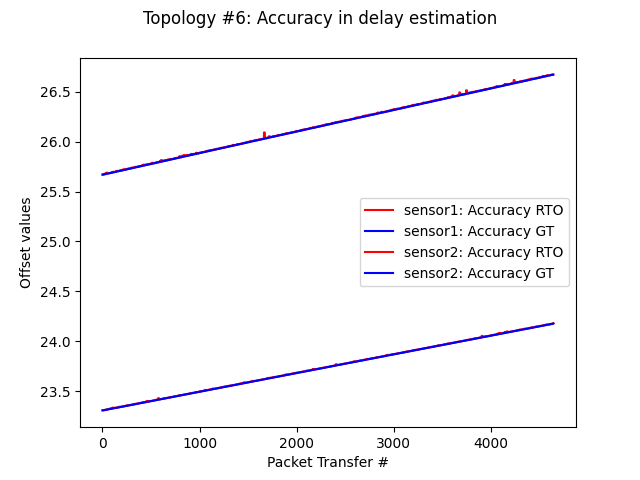 Topology #6: Accuracy in delay estimation
Offset values
26.5
26.0
25.5
25.0
24.5
24.0
23.5
sensor1: Accuracy RTO
sensor1: Accuracy GT
sensor2: Accuracy RTO
sensor2: Accuracy GT
0 1000 2000 3000 4000
Packet Transfer #